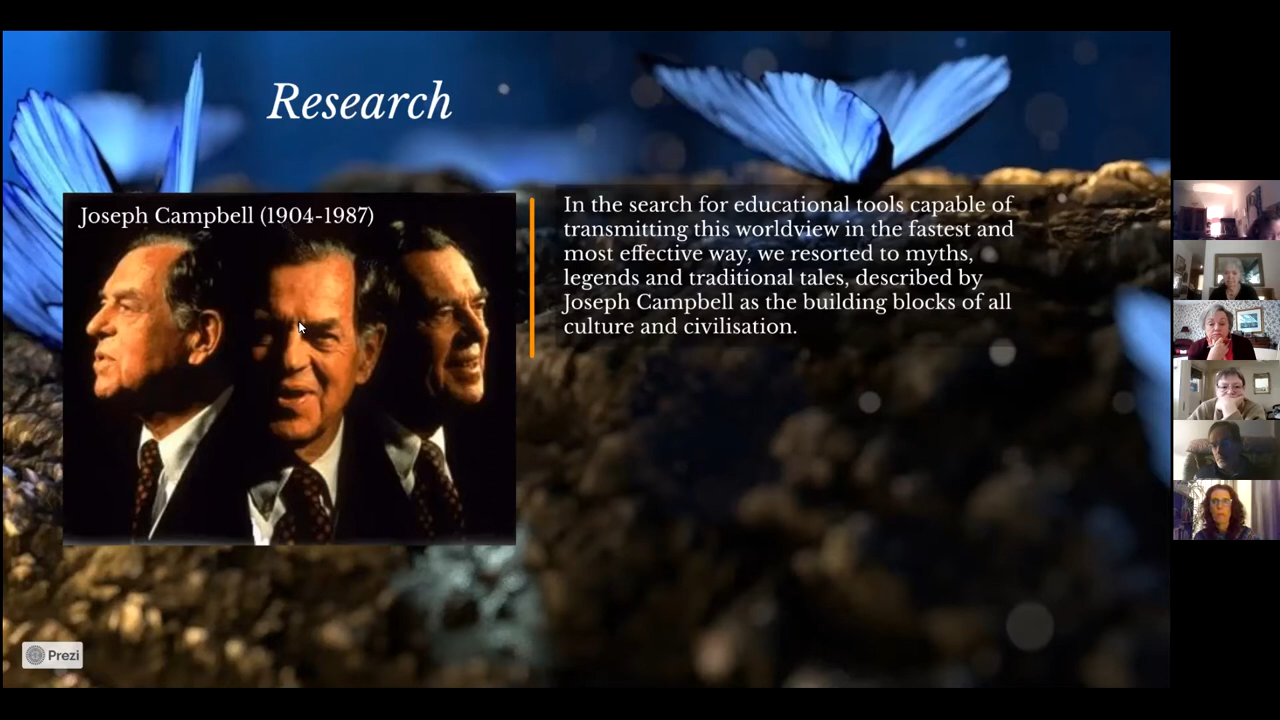 Research
Joseph Campbell (1904-1987)
In the search for educational tools capable of
transmitting this worldview in the fastest and
most effective way, we resorted to myths,
legends and traditional tales, described by
Joseph Campbell as the building blocks of all
culture and civilisation.
Prezi